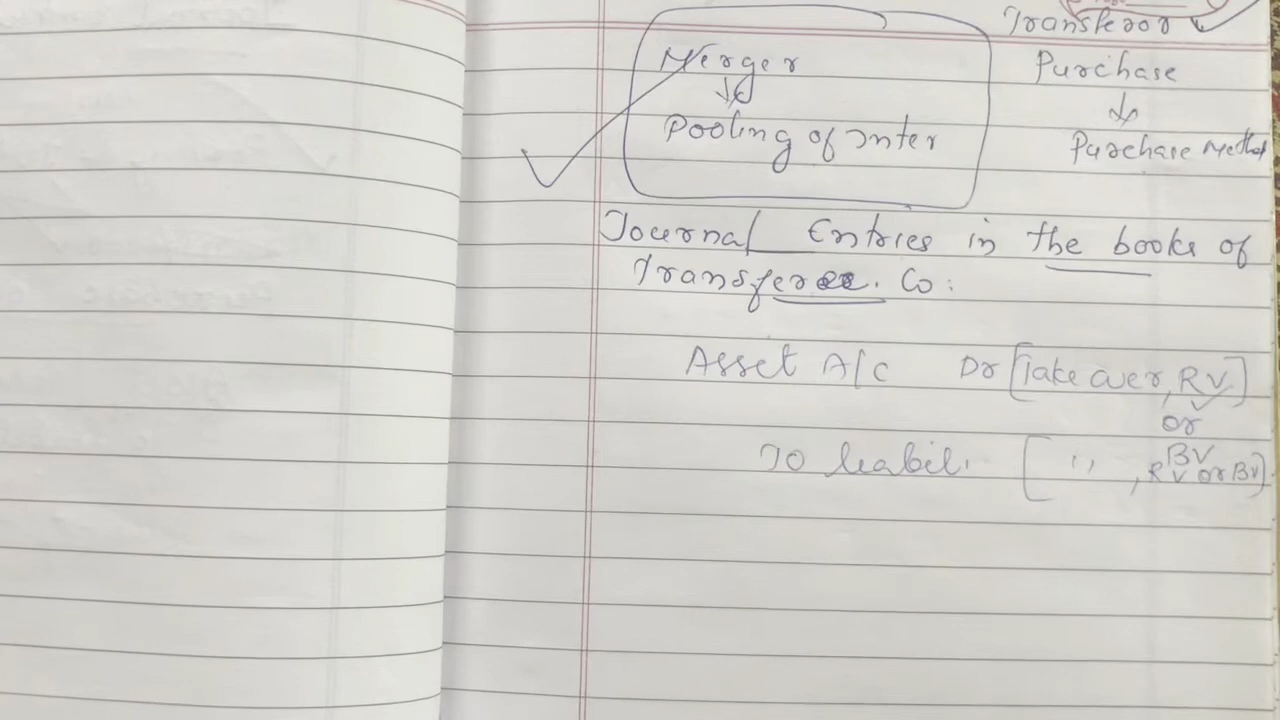 Transferor
Merger
Purchase
Pooling of Inter
Purchase Method
Journal Entries in the books of
Transferee. Co:
Asset A/c Dr [Take over, RV]
or
BV
To Liabili. [ " , RV or BV]